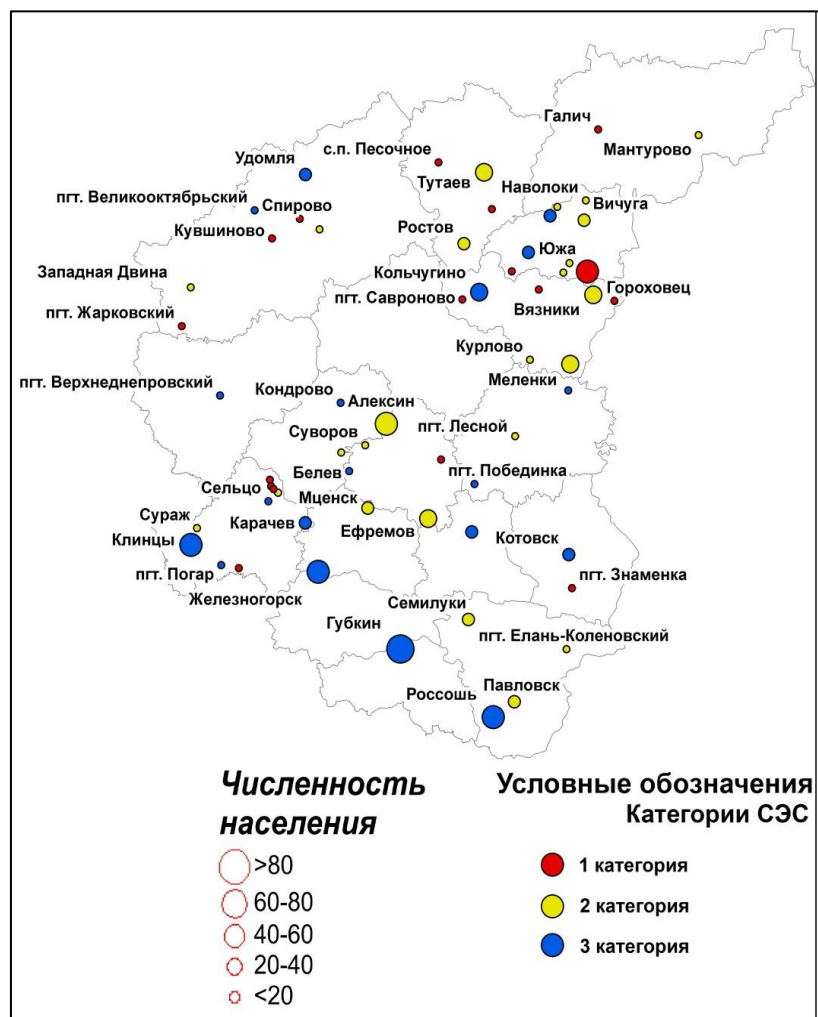 Галич
Мантурово
с.п. Песочное
Удомля
Тутаев
Наволоки
пгт. Великооктябрьский
Вичуга
Спирово
Кувшиново
Ростов
Южа
Западная Двина
Кольчугино
Гороховец
пгт. Савроново
пгт. Жарковский
Вязники
Курлово
Меленки
пгт. Верхнеднепровский
Кондрово
Алексин
пгт. Лесной
Суворов
Белев
пгт. Побединка
Сельцо
Мценск
Сураж
Карачев
Ефремов
Котовск
Клинцы
пгт. Погар
пгт. Знаменка
Железногорск
Семилуки
Губкин
пгт. Елань-Коленовский
Павловск
Россошь
Численность
населения
>80
60-80
40-60
20-40
<20
Условные обозначения
Категории СЭС
1 категория
2 категория
3 категория